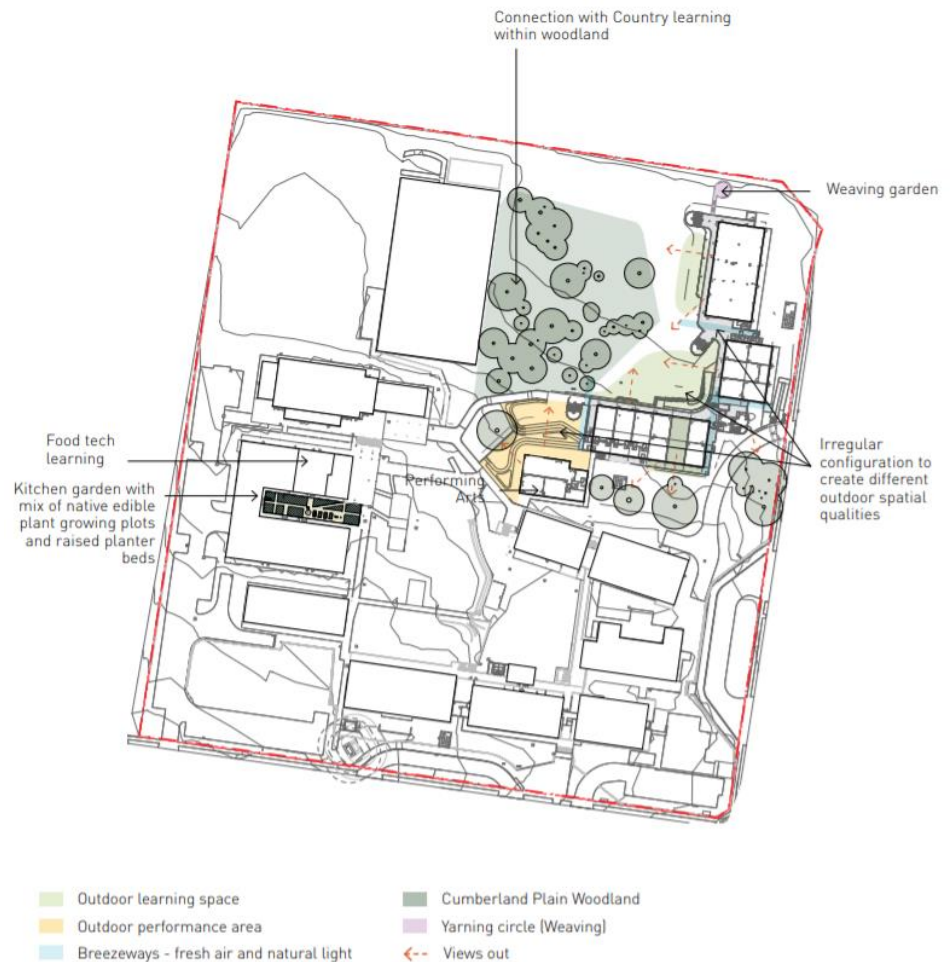 Connection with Country learning
within woodland
Weaving garden
Food tech
learning
Kitchen garden with
mix of native edible
plant growing plots
and raised planter
beds
Performing
Arts
Irregular
configuration to
create different
outdoor spatial
qualities
Outdoor learning space
Outdoor performance area
Breezeways - fresh air and natural light
Cumberland Plain Woodland
Yarning circle (Weaving)
Views out